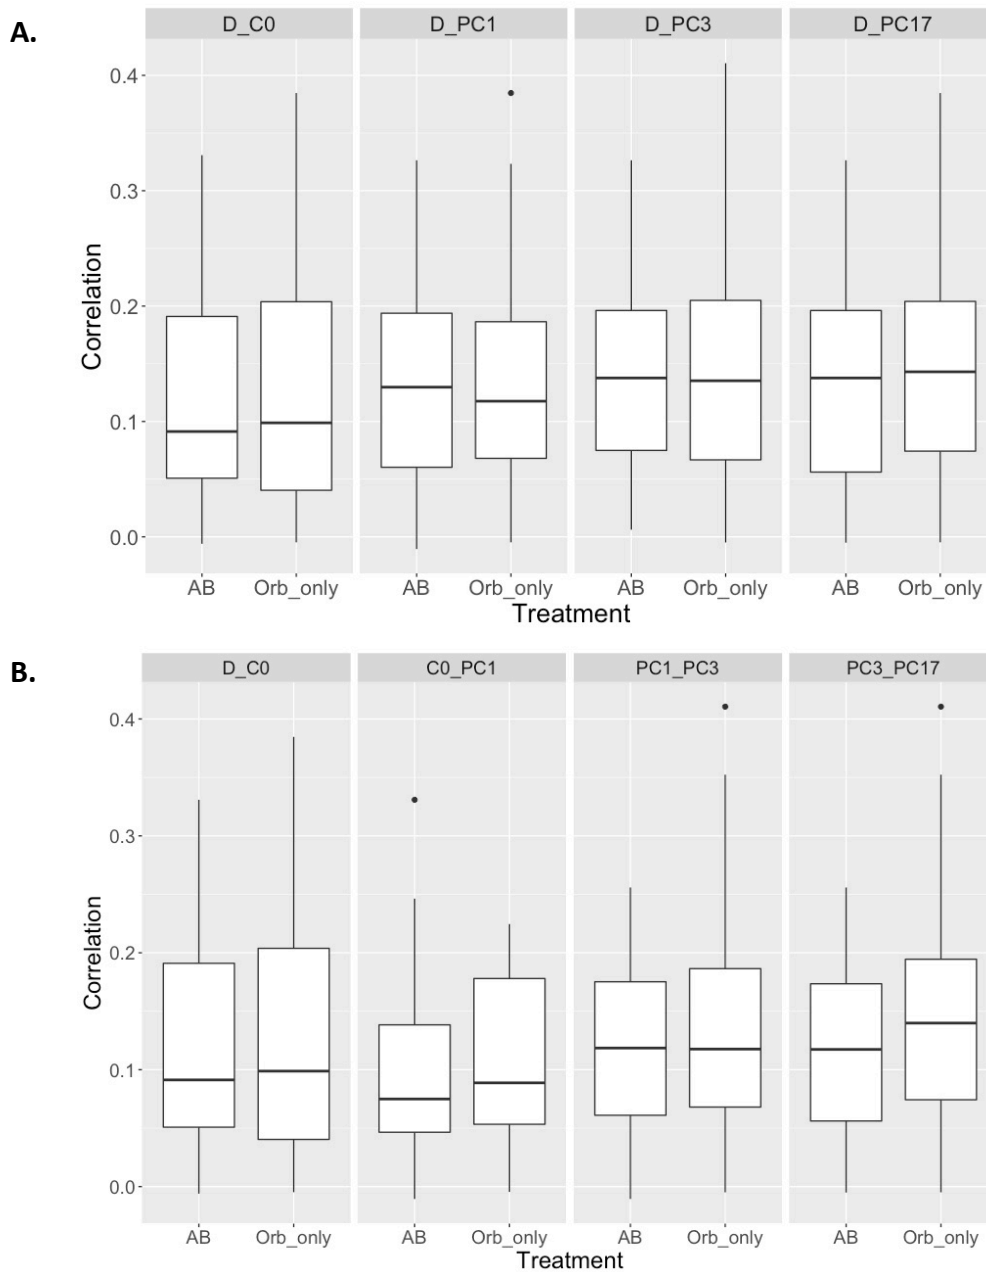 A.
D_C0 D_PC1 D_PC3 D_PC17
0.4
0.3
0.2
0.1
0.0
Correlation
AB Orb_only AB Orb_only AB Orb_only AB Orb_only
Treatment
B.
D_C0 C0_PC1 PC1_PC3 PC3_PC17
0.4
0.3
0.2
0.1
0.0
Correlation
AB Orb_only AB Orb_only AB Orb_only AB Orb_only
Treatment